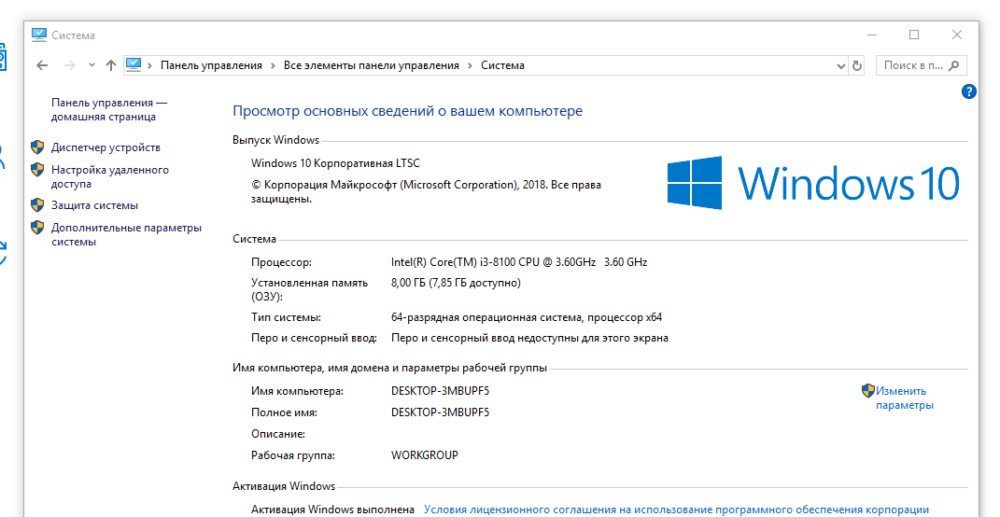 Система
Панель управления > Все элементы панели управления > Система
Поиск в п...
?
Панель управления —
домашняя страница
Диспетчер устройств
Настройка удаленного
доступа
Защита системы
Дополнительные параметры
системы
Просмотр основных сведений о вашем компьютере
Выпуск Windows
Windows 10 Корпоративная LTSC
© Корпорация Майкрософт (Microsoft Corporation), 2018. Все права
защищены.
Windows 10
Система
Процессор: Intel(R) Core(TM) i3-8100 CPU @ 3.60GHz 3.60 GHz
Установленная память 8,00 ГБ (7,85 ГБ доступно)
(ОЗУ):
Тип системы: 64-разрядная операционная система, процессор x64
Перо и сенсорный ввод: Перо и сенсорный ввод недоступны для этого экрана
Имя компьютера, имя домена и параметры рабочей группы
Имя компьютера: DESKTOP-3MBUPF5
Изменить
параметры
Полное имя: DESKTOP-3MBUPF5
Описание:
Рабочая группа: WORKGROUP
Активация Windows
Активация Windows выполнена Условия лицензионного соглашения на использование программного обеспечения корпорации